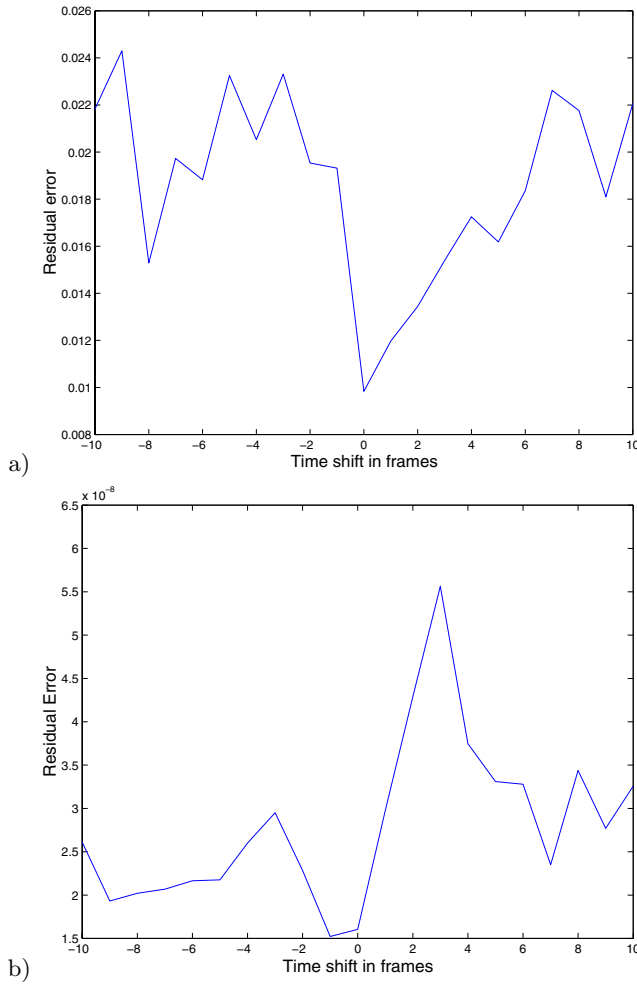 0.026
0.024
0.022
0.02
0.018
0.016
0.014
0.012
0.01
0.008
Residual error
−10 −8 −6 −4 −2 0 2 4 6 8 10
Time shift in frames
a)
x 10⁻⁸
6.5
6
5.5
5
4.5
4
3.5
3
2.5
2
1.5
Residual Error
−10 −8 −6 −4 −2 0 2 4 6 8 10
Time shift in frames
b)